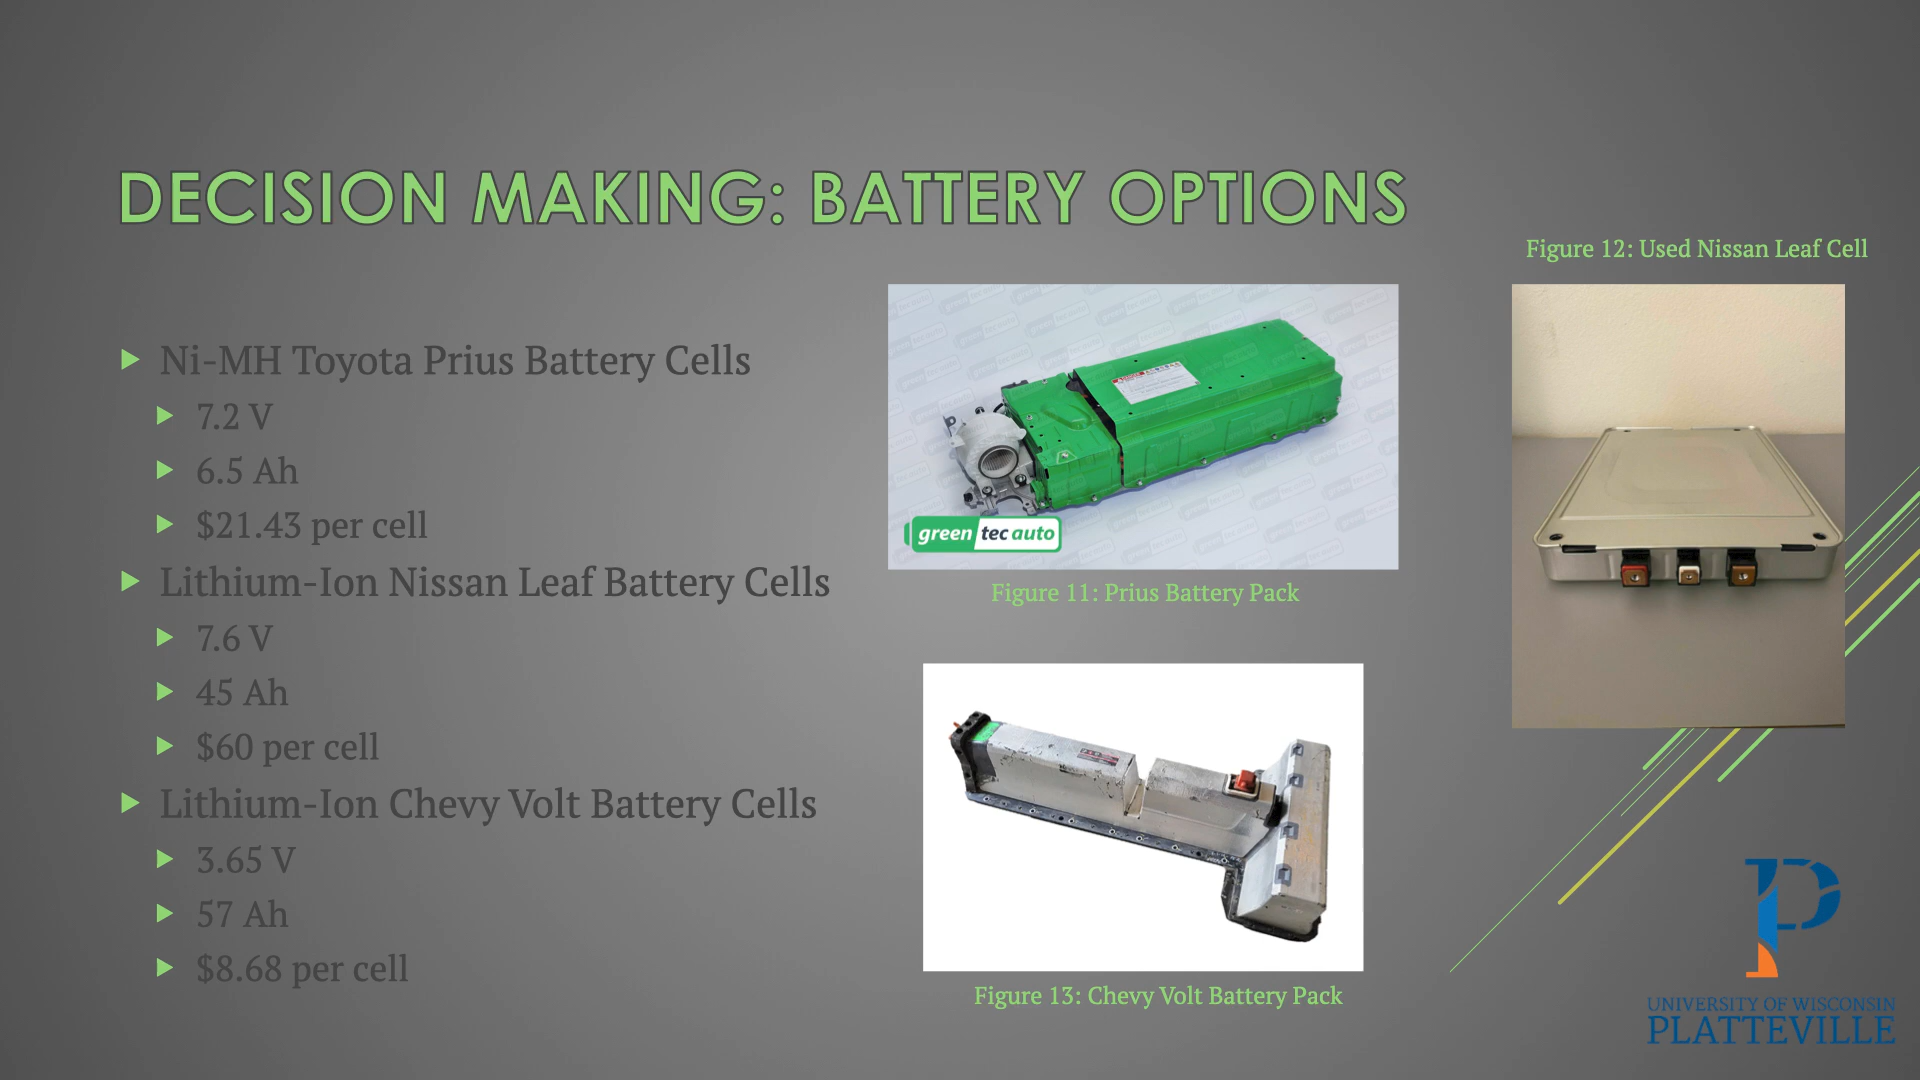 DECISION MAKING: BATTERY OPTIONS
Ni-MH Toyota Prius Battery Cells
7.2 V
6.5 Ah
$21.43 per cell
Lithium-Ion Nissan Leaf Battery Cells
7.6 V
45 Ah
$60 per cell
Lithium-Ion Chevy Volt Battery Cells
3.65 V
57 Ah
$8.68 per cell
green tec auto
Figure 11: Prius Battery Pack
Figure 13: Chevy Volt Battery Pack
Figure 12: Used Nissan Leaf Cell
UNIVERSITY OF WISCONSIN
PLATTEVILLE